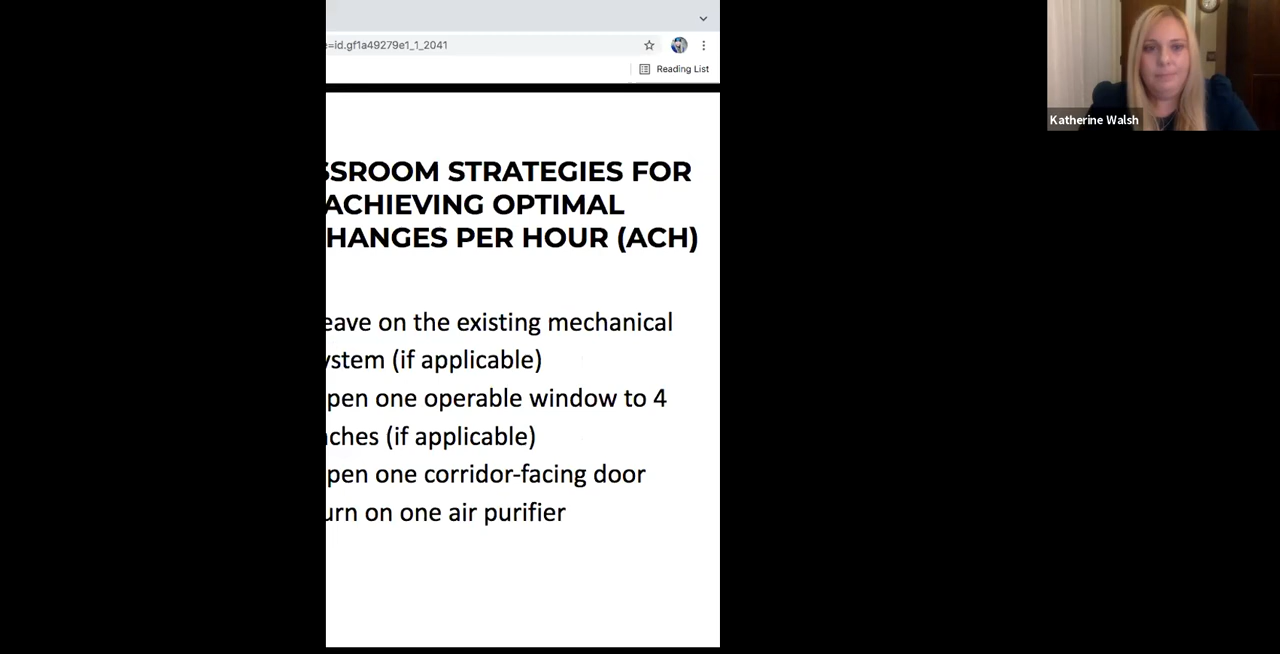 =id.gf1a49279e1_1_2041
Reading List
Katherine Walsh
SSROOM STRATEGIES FOR
ACHIEVING OPTIMAL
HANGES PER HOUR (ACH)
eave on the existing mechanical
ystem (if applicable)
pen one operable window to 4
ches (if applicable)
pen one corridor-facing door
urn on one air purifier